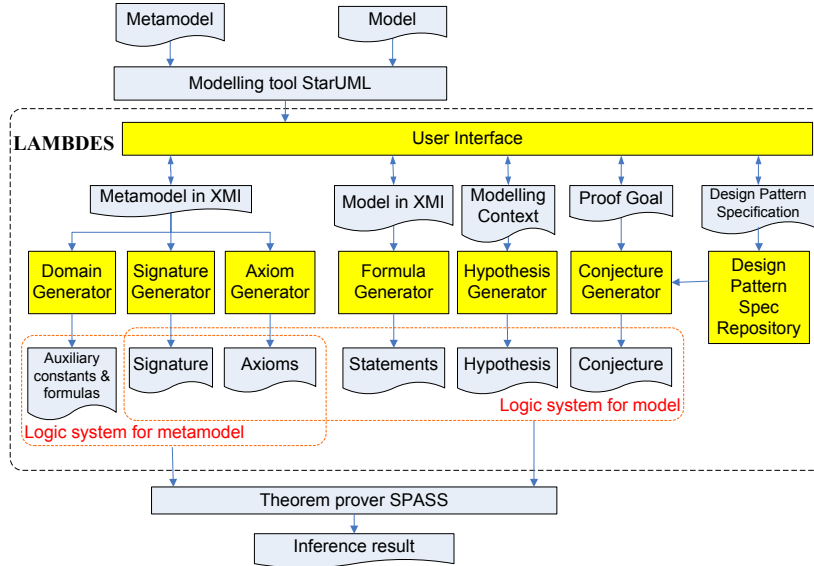 Metamodel
Model
Modelling tool StarUML
LAMBDES
User Interface
Metamodel in XMI
Model in XMI
Modelling
Context
Proof Goal
Design Pattern
Specification
Domain
Generator
Signature
Generator
Axiom
Generator
Formula
Generator
Hypothesis
Generator
Conjecture
Generator
Design
Pattern
Spec
Repository
Auxiliary
constants &
formulas
Signature
Axioms
Statements
Hypothesis
Conjecture
Logic system for model
Logic system for metamodel
Theorem prover SPASS
Inference result